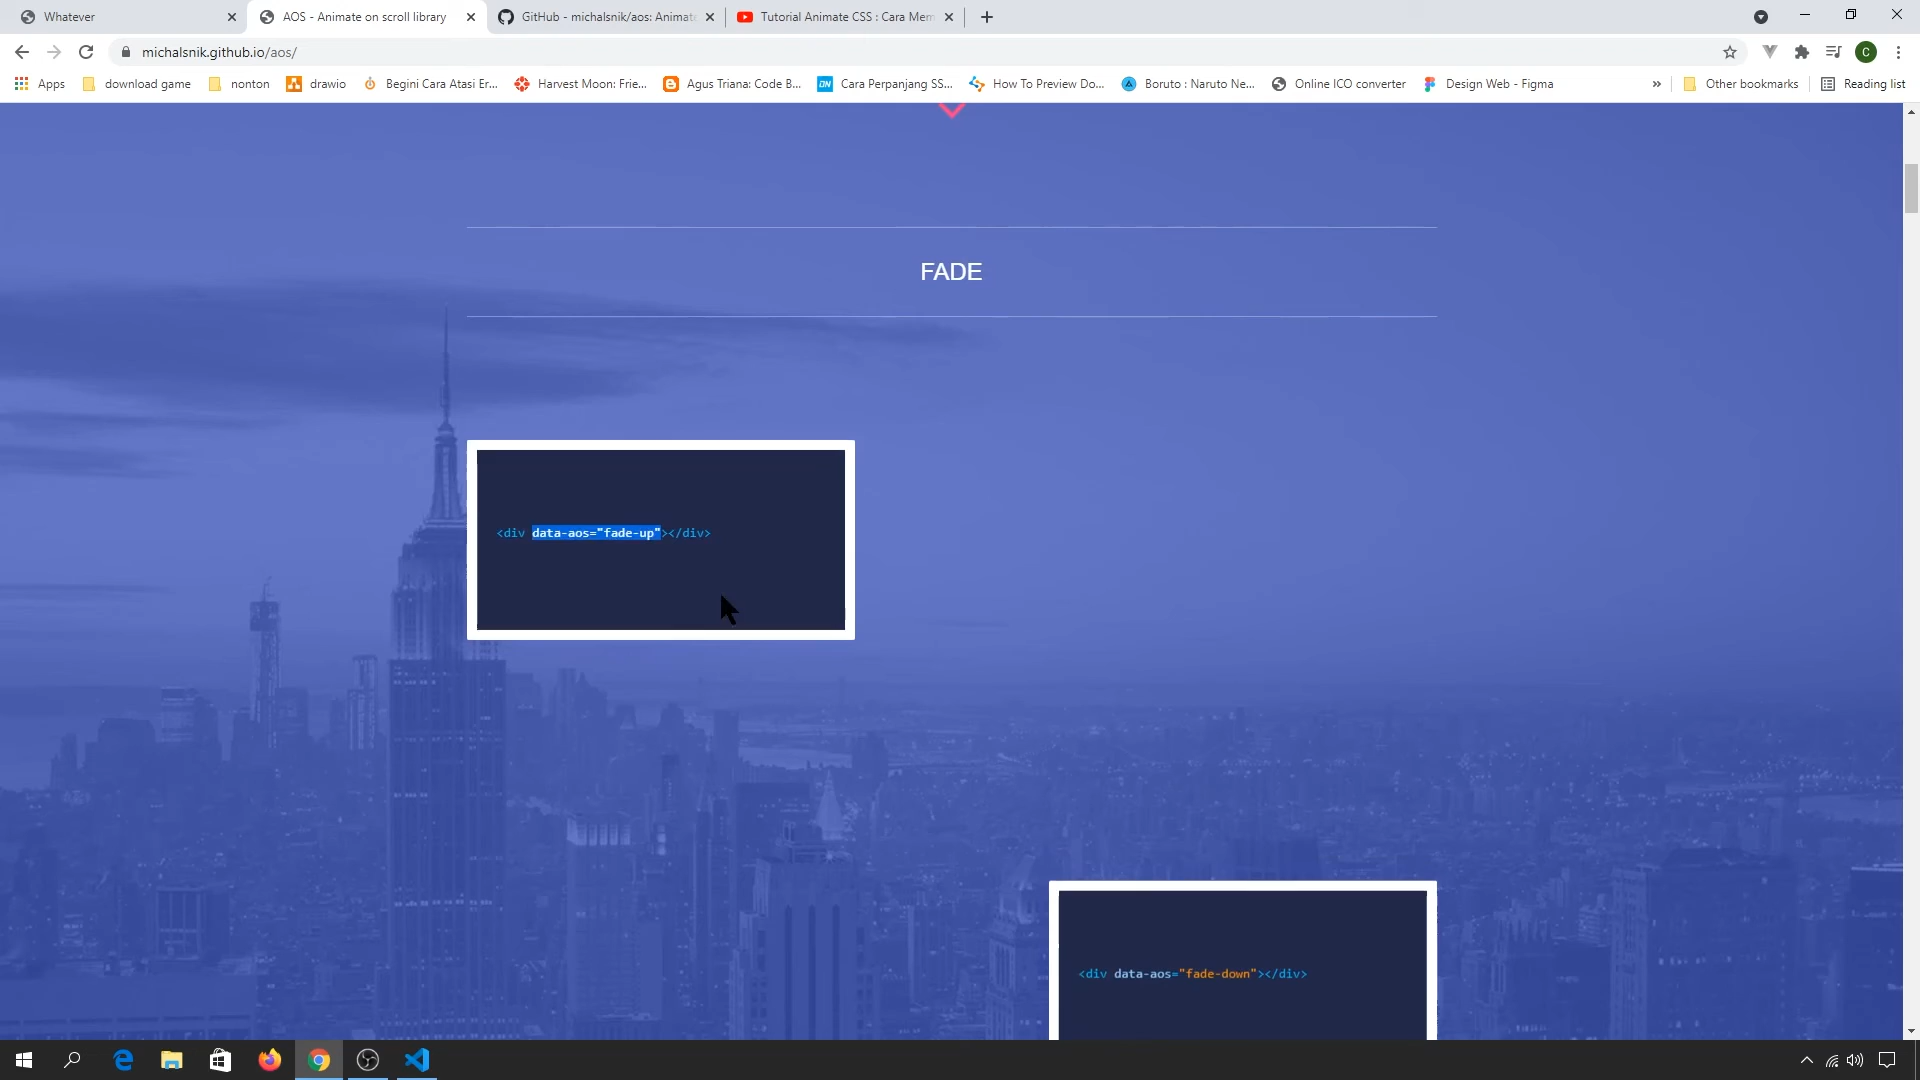 Whatever
AOS - Animate on scroll library
GitHub - michalsnik/aos: Animate
Tutorial Animate CSS : Cara Mem
michalsnik.github.io/aos/
C
Apps
download game
nonton
drawio
Begini Cara Atasi Er...
Harvest Moon: Frie...
Agus Triana: Code B...
Cara Perpanjang SS...
How To Preview Do...
Boruto : Naruto Ne...
Online ICO converter
Design Web - Figma
»
Other bookmarks
Reading list
FADE
<div data-aos="fade-up"></div>
<div data-aos="fade-down"></div>